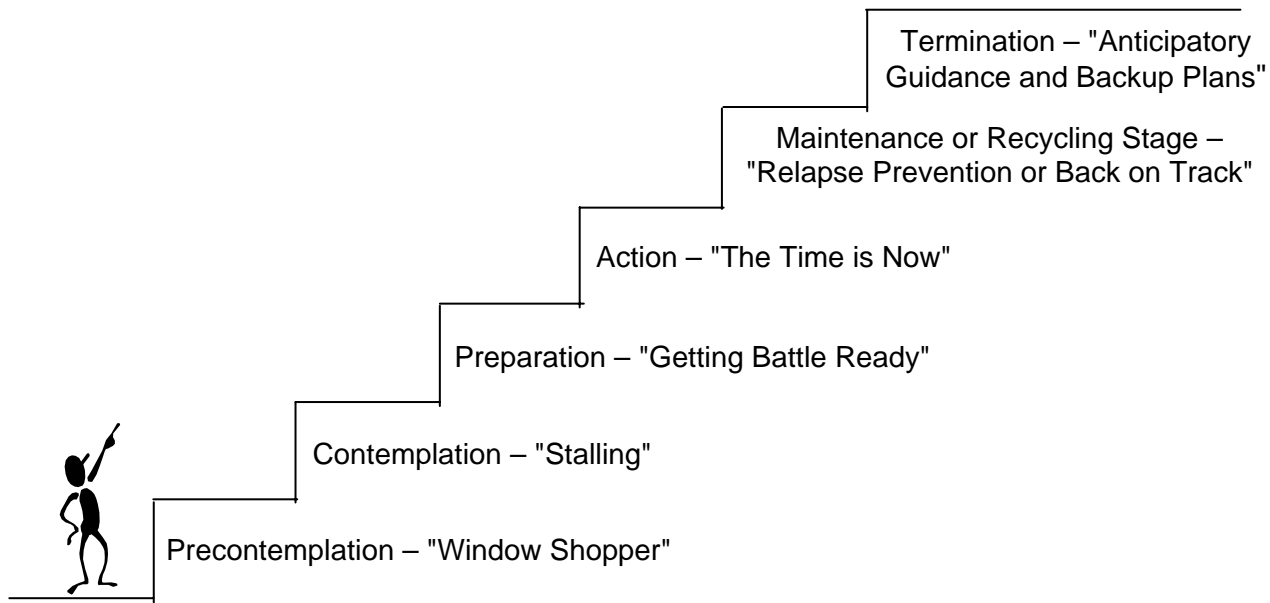 Termination – "Anticipatory
Guidance and Backup Plans"
Maintenance or Recycling Stage –
"Relapse Prevention or Back on Track"
Action – "The Time is Now"
Preparation – "Getting Battle Ready"
Contemplation – "Stalling"
Precontemplation – "Window Shopper"